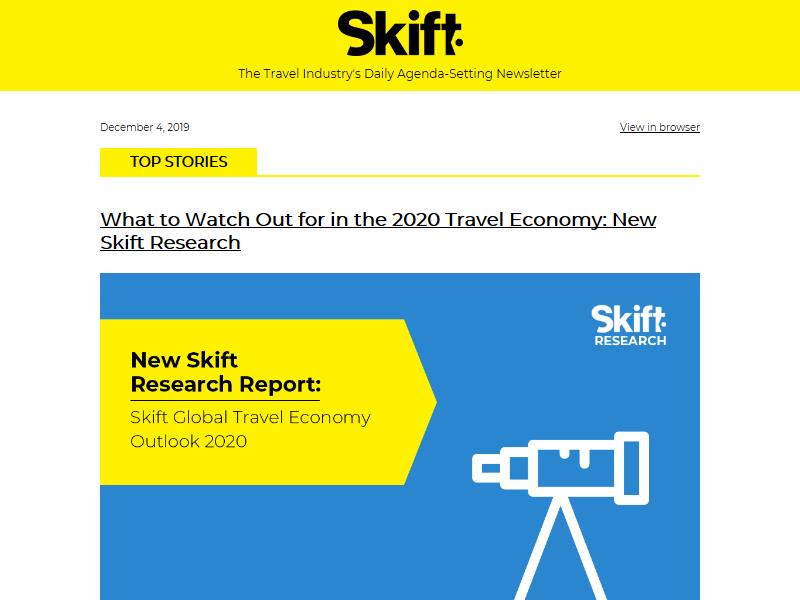 Skift
The Travel Industry's Daily Agenda-Setting Newsletter
December 4, 2019
View in browser
TOP STORIES
What to Watch Out for in the 2020 Travel Economy: New
Skift Research
Skift
RESEARCH
New Skift
Research Report:
Skift Global Travel Economy
Outlook 2020